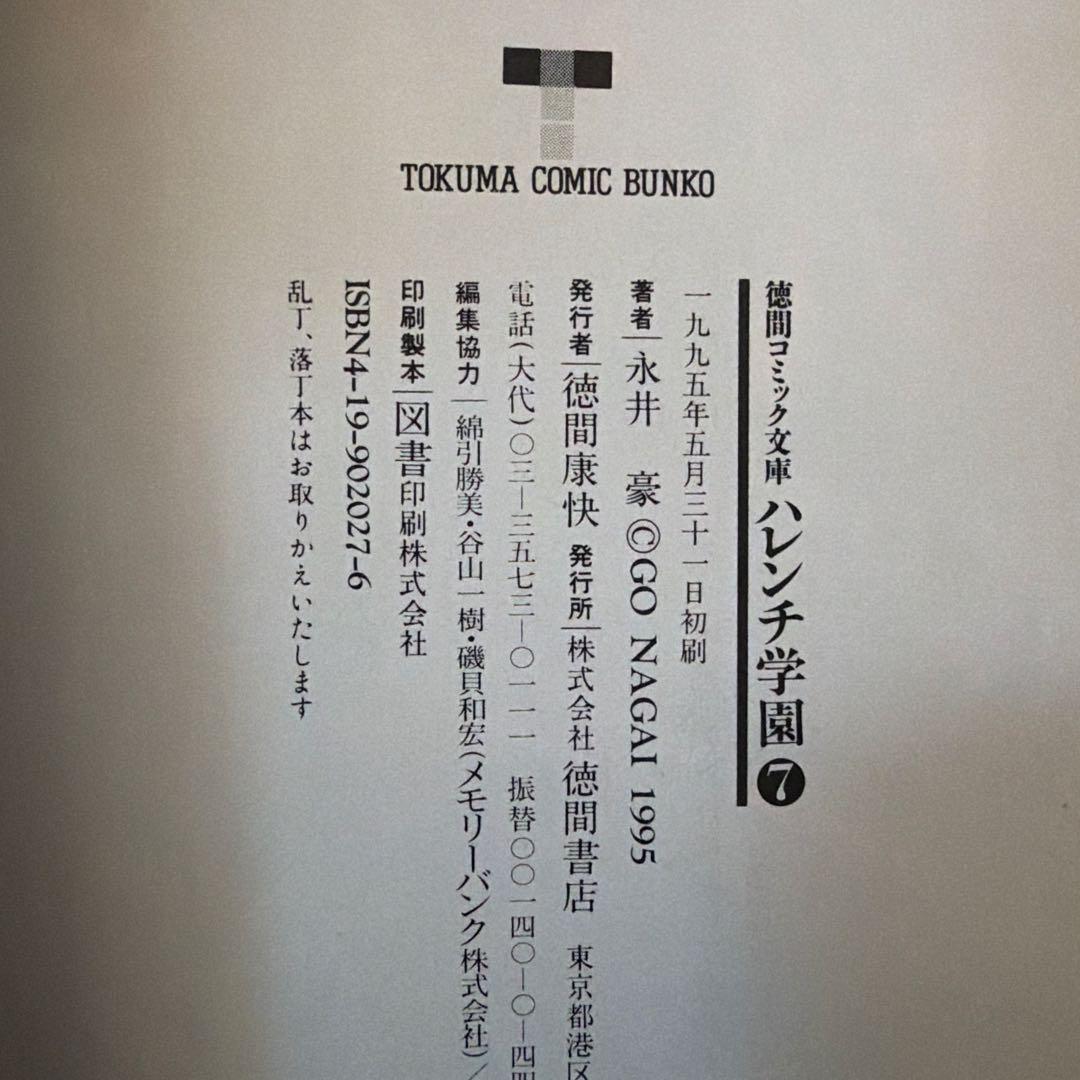 TOKUMA COMIC BUNKO
徳間コミック文庫 ハレンチ学園 7
一九九五年五月三十一日初刷
著者 永井 豪 ©GO NAGAI 1995
発行者 徳間康快 発行所 株式会社 徳間書店 東京都港区
電話(大代)〇三ー三五七三ー〇一一一 振替〇〇一四〇ー〇ー四四
編集協力 綿引勝美・谷山一樹・磯貝和宏(メモリーバンク株式会社)/
印刷製本 図書印刷株式会社
ISBN4-19-902027-6
乱丁、落丁本はお取りかえいたします